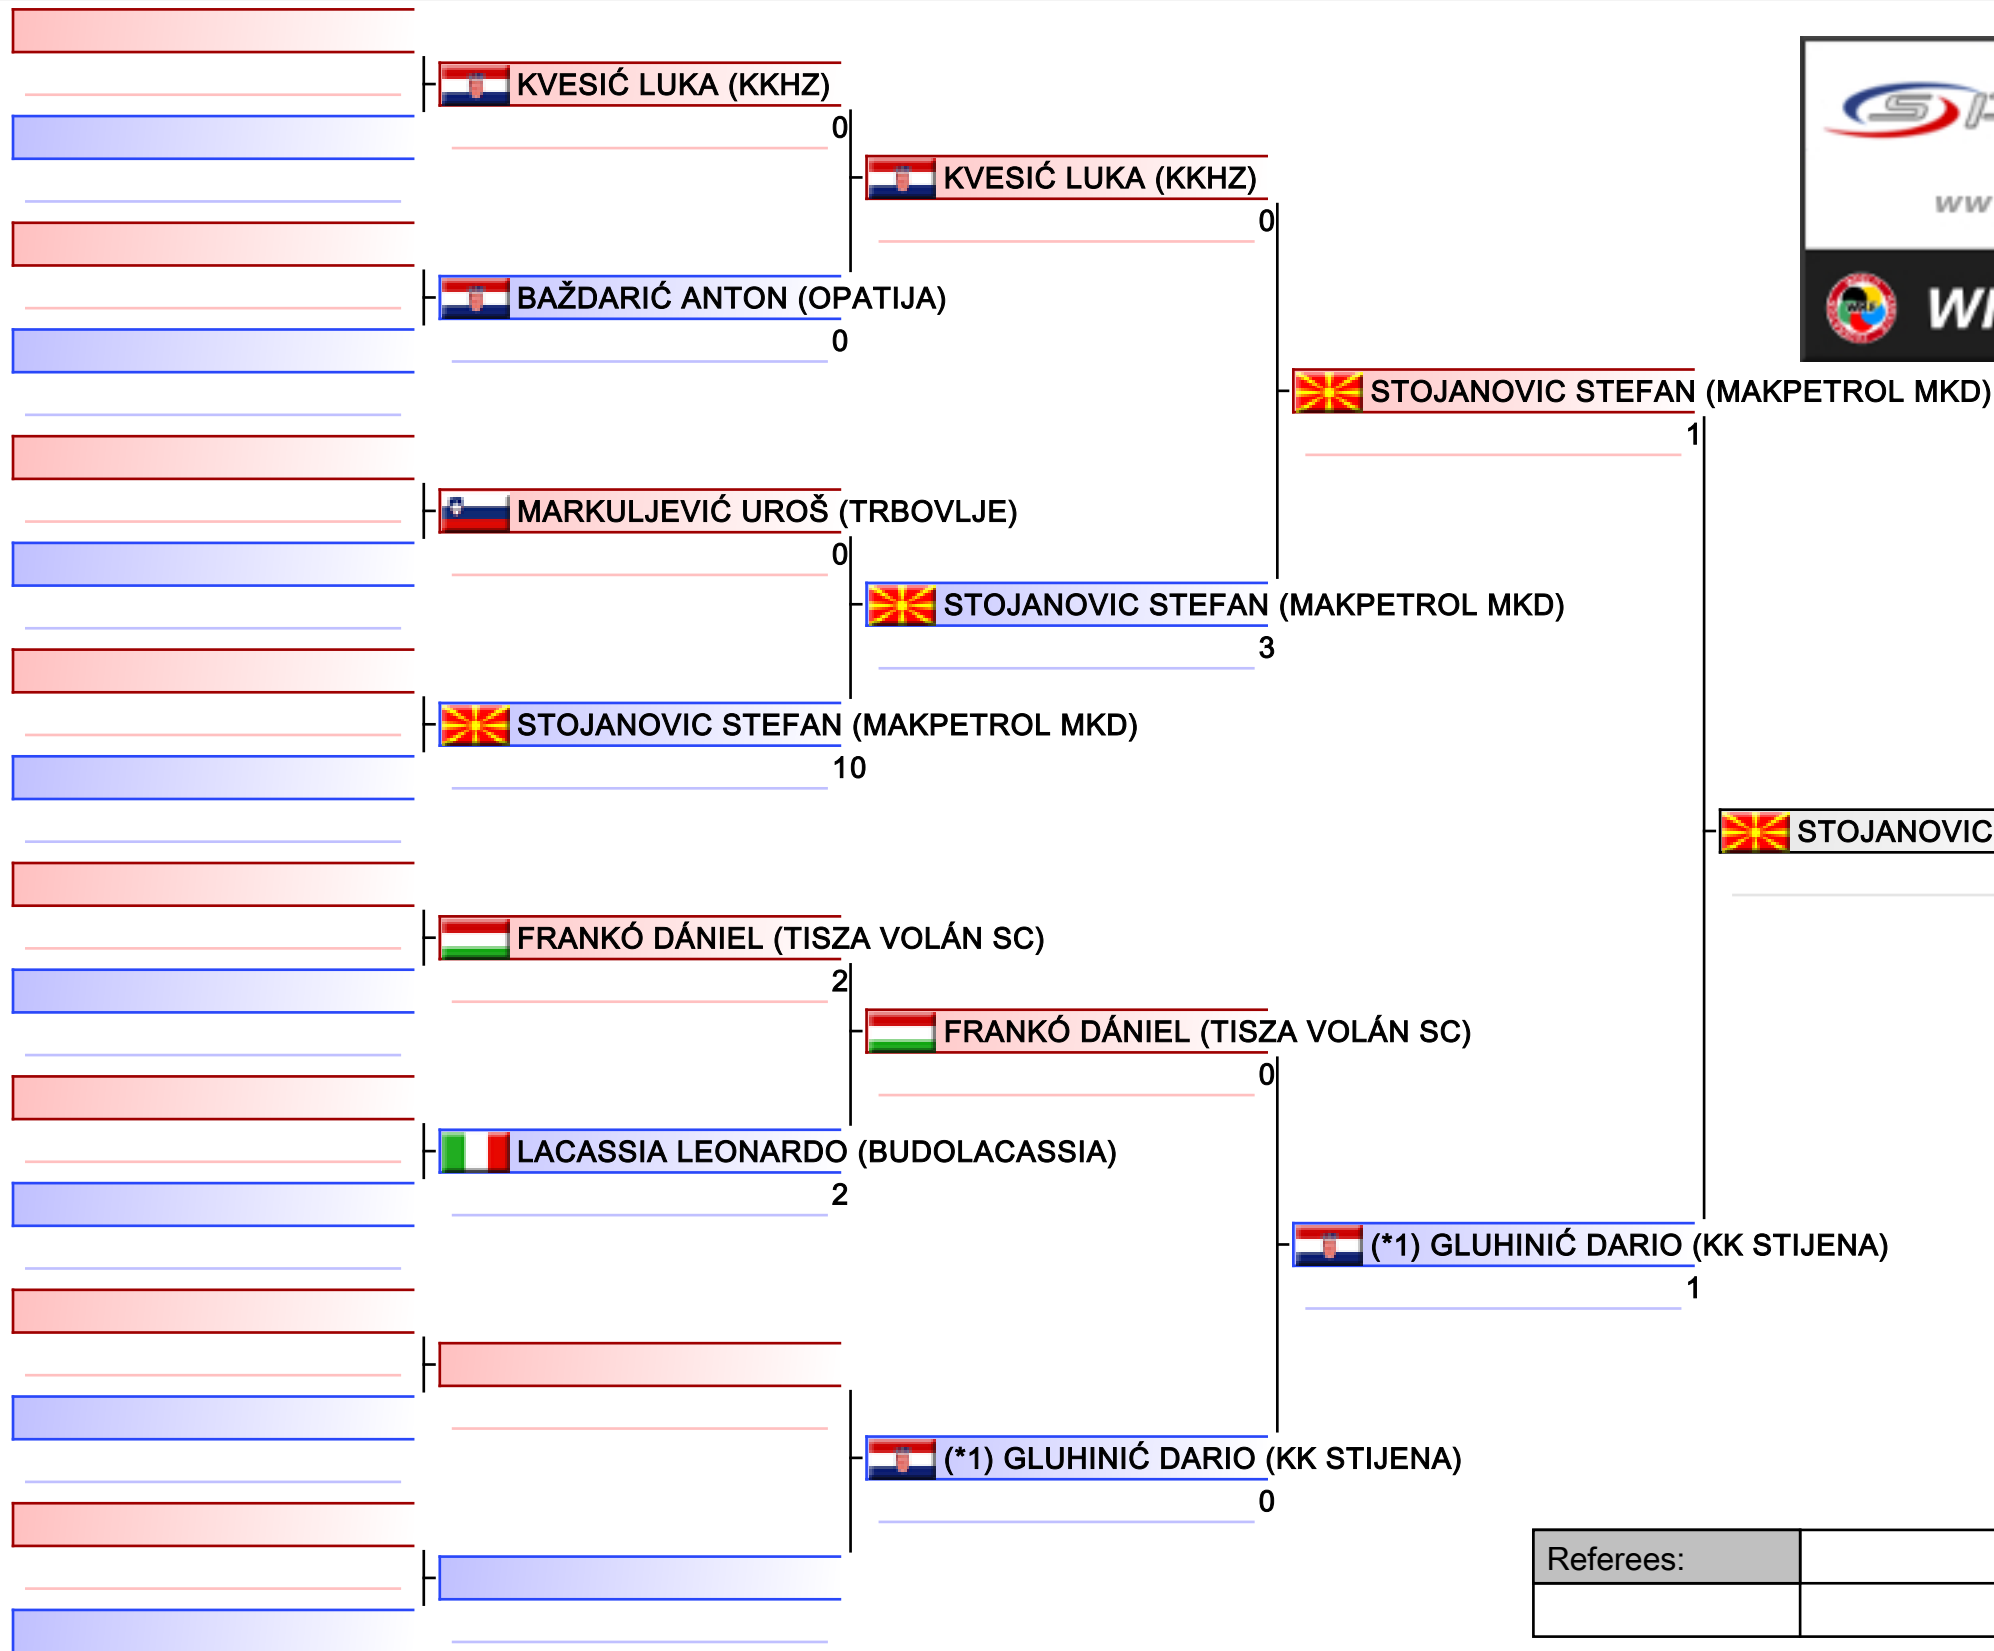 KVESIĆ LUKA (KKHZ)
0
KVESIĆ LUKA (KKHZ)
0
BAŽDARIĆ ANTON (OPATIJA)
0
STOJANOVIC STEFAN (MAKPETROL MKD)
1
MARKULJEVIĆ UROŠ (TRBOVLJE)
0
STOJANOVIC STEFAN (MAKPETROL MKD)
3
STOJANOVIC STEFAN (MAKPETROL MKD)
10
STOJANOVIC
FRANKÓ DÁNIEL (TISZA VOLÁN SC)
2
FRANKÓ DÁNIEL (TISZA VOLÁN SC)
0
LACASSIA LEONARDO (BUDOLACASSIA)
2
(*1) GLUHINIĆ DARIO (KK STIJENA)
1
(*1) GLUHINIĆ DARIO (KK STIJENA)
0
Referees: